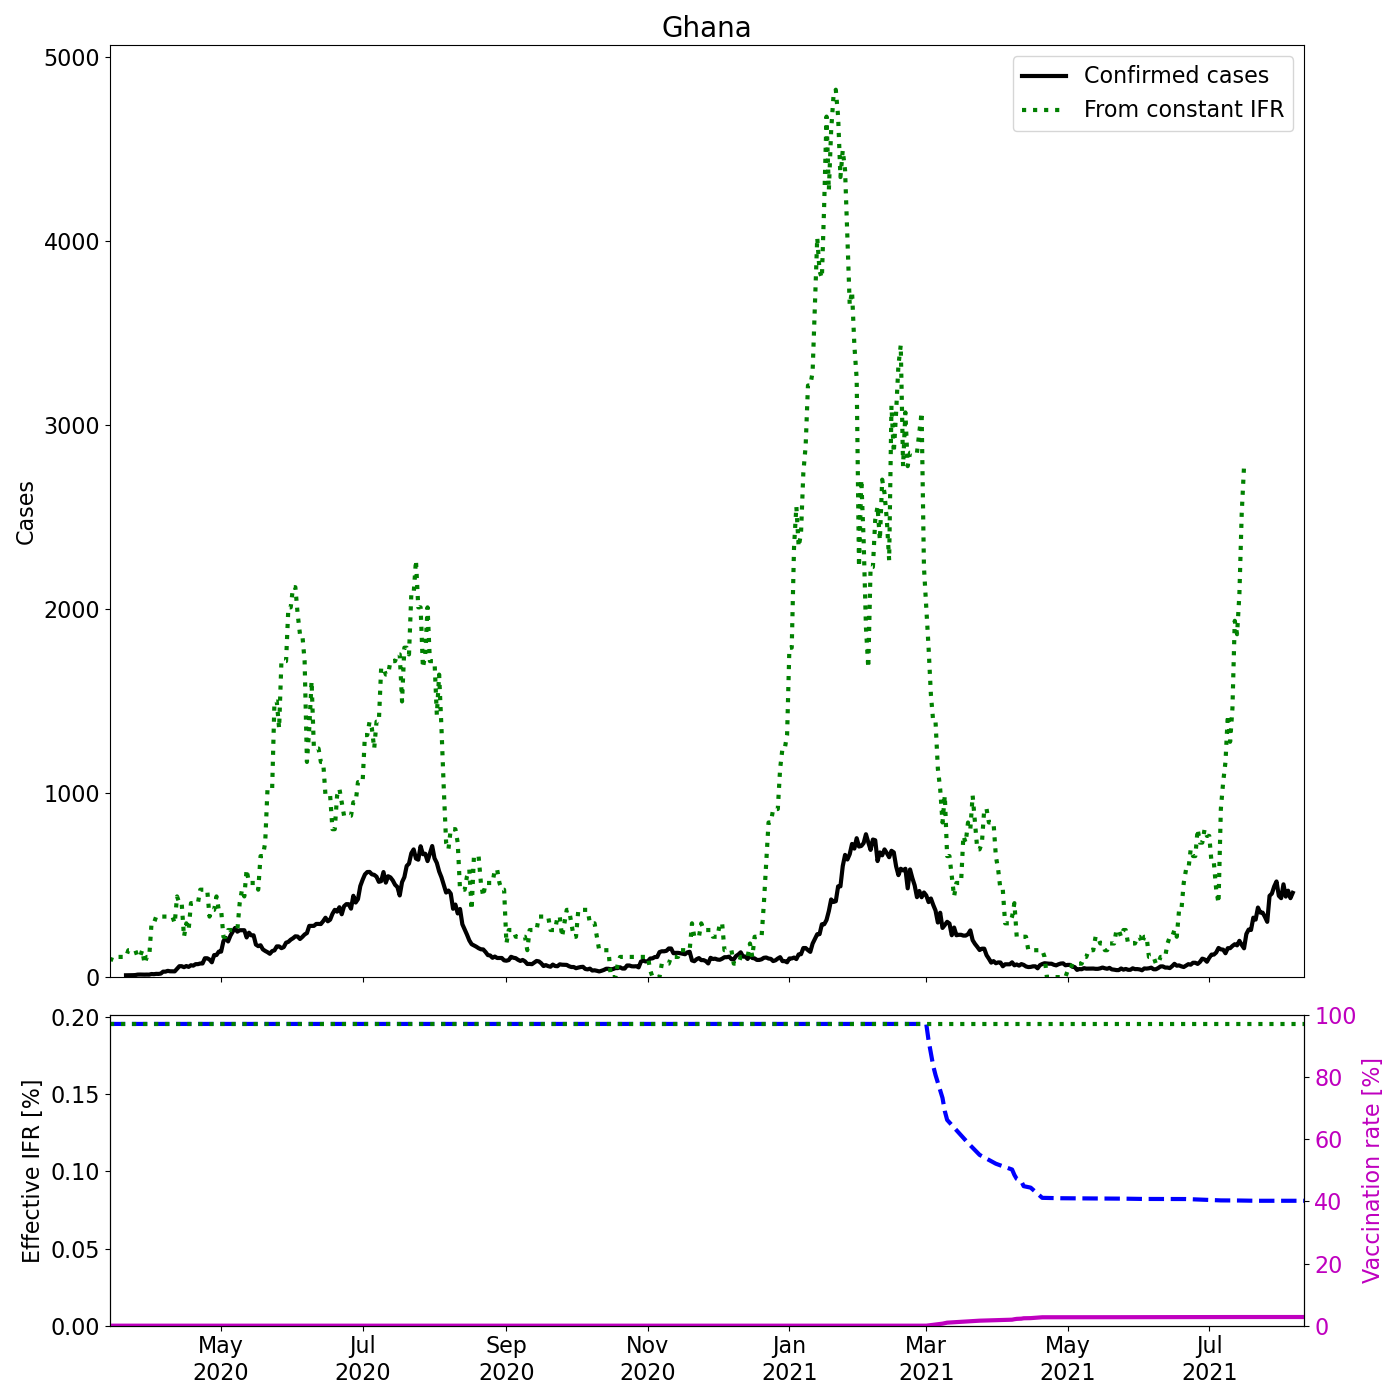 Ghana
Confirmed cases
From constant IFR
5000
4000
3000
2000
1000
0
Cases
0.20
0.15
0.10
0.05
0.00
Effective IFR [%]
100
80
60
40
20
0
Vaccination rate [%]
May Jul Sep Nov Jan Mar May Jul
2020 2020 2020 2020 2021 2021 2021 2021